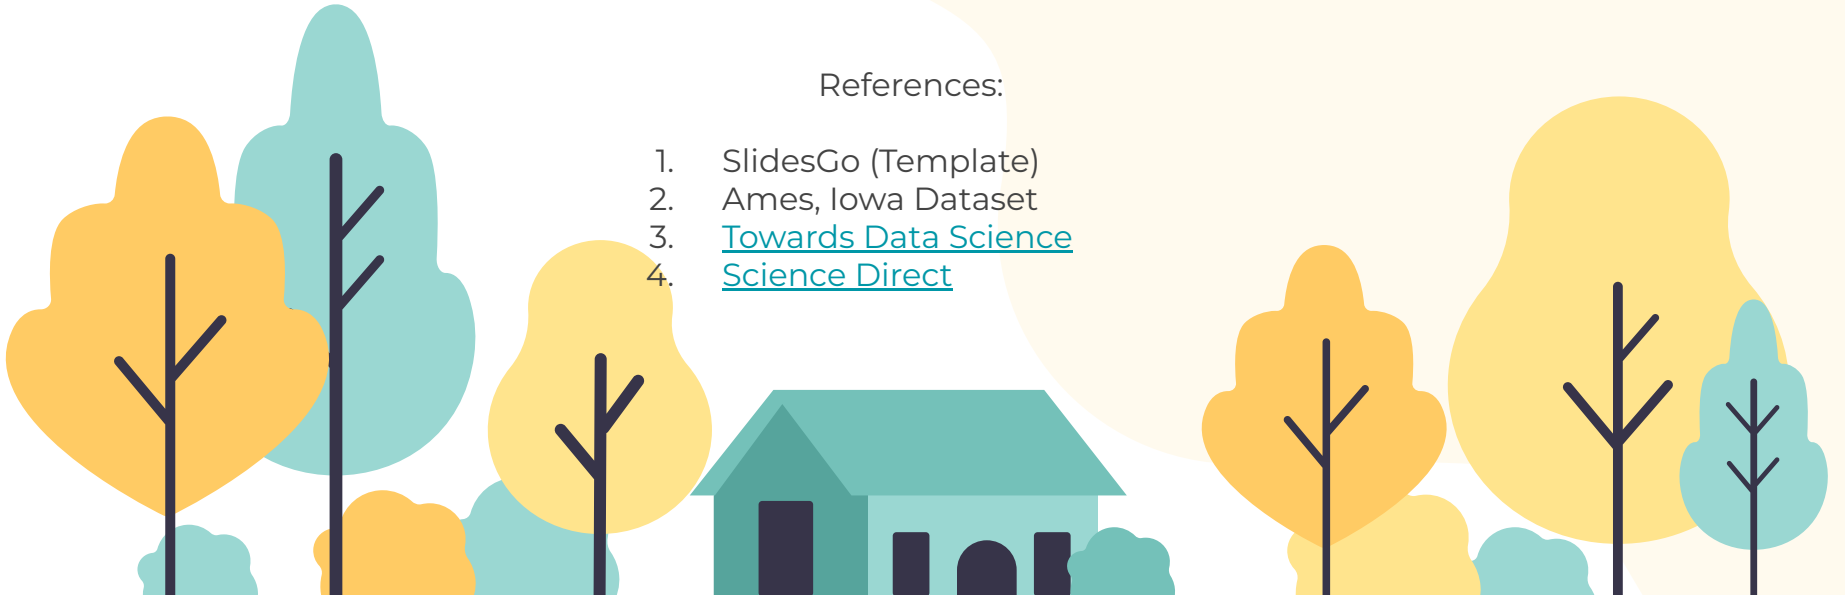 References:
1. SlidesGo (Template)
2. Ames, Iowa Dataset
3. Towards Data Science
4. Science Direct